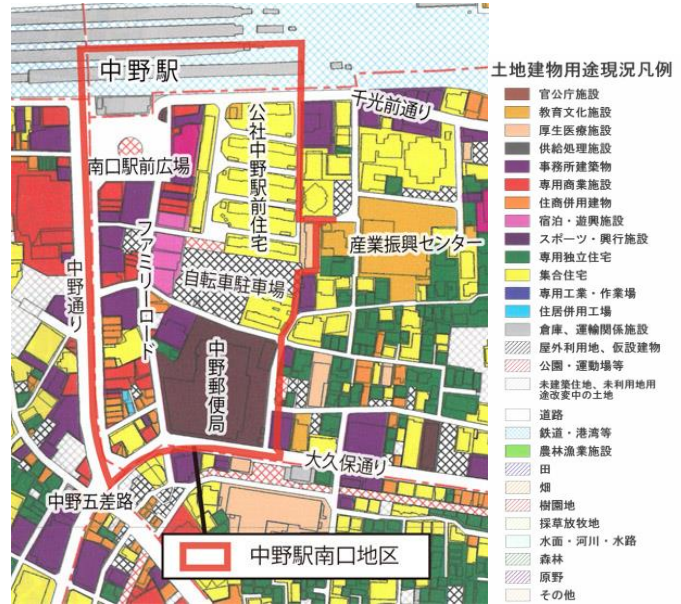 中野駅
千光前通り
公社中野駅前住宅
南口駅前広場
ファミリーロード
産業振興センター
自転車駐車場
中野通り
中野郵便局
大久保通り
中野五差路
中野駅南口地区
土地建物用途現況凡例
官公庁施設
教育文化施設
厚生医療施設
供給処理施設
事務所建築物
専用商業施設
住商併用建物
宿泊・遊興施設
スポーツ・興行施設
専用独立住宅
集合住宅
専用工業・作業場
住居併用工場
倉庫、運輸関係施設
屋外利用地、仮設建物
公園・運動場等
未建築住地、未利用地用
途改変中の土地
道路
鉄道・港湾等
農林漁業施設
田
畑
樹園地
採草放牧地
水面・河川・水路
森林
原野
その他